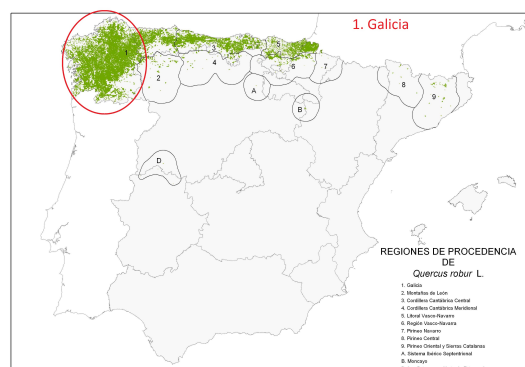 1. Galicia
1
2
3
4
5
6
7
8
9
A
B
D
REGIONES DE PROCEDENCIA
DE
Quercus robur L.
1. Galicia
2. Montañas de León
3. Cordillera Cantábrica Central
4. Cordillera Cantábrica Meridional
5. Litoral Vasco-Navarro
6. Región Vasco-Navarra
7. Pirineo Navarro
8. Pirineo Central
9. Pirineo Oriental y Sierras Catalanas
A. Sistema Ibérico Septentrional
B. Moncayo